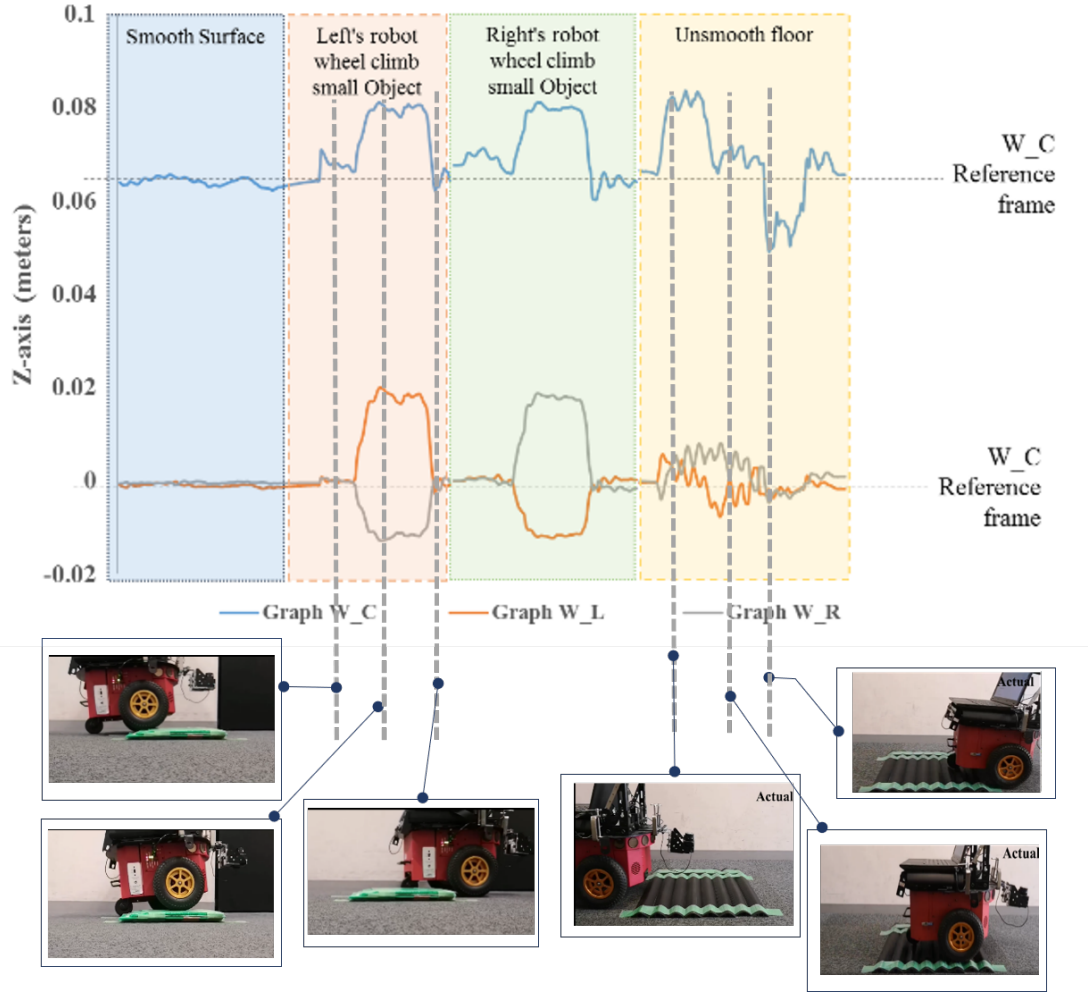 0.1
0.08
0.06
0.04
0.02
0
-0.02
Z-axis (meters)
Smooth Surface
Left's robot
wheel climb
small Object
Right's robot
wheel climb
small Object
Unsmooth floor
W_C
Reference
frame
W_C
Reference
frame
Graph W_C
Graph W_L
Graph W_R
Actual
Actual
Actual